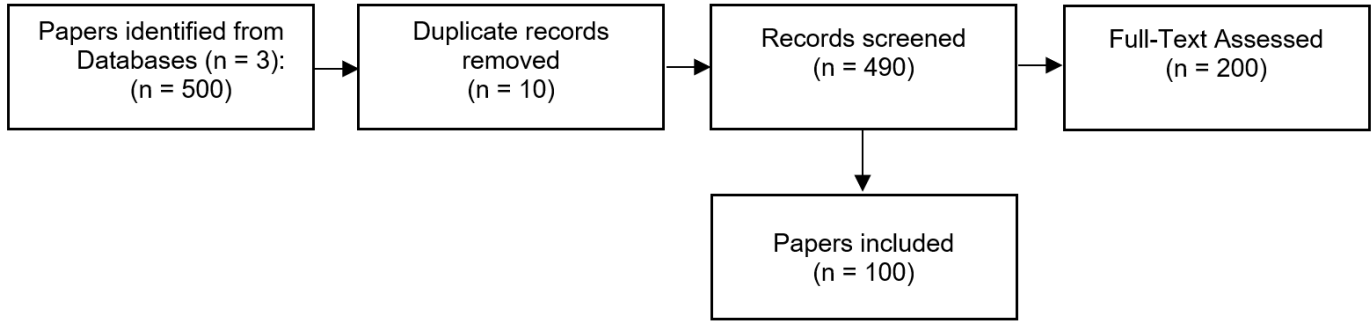 Papers identified from
Databases (n = 3):
(n = 500)
Duplicate records
removed
(n = 10)
Records screened
(n = 490)
Full-Text Assessed
(n = 200)
Papers included
(n = 100)